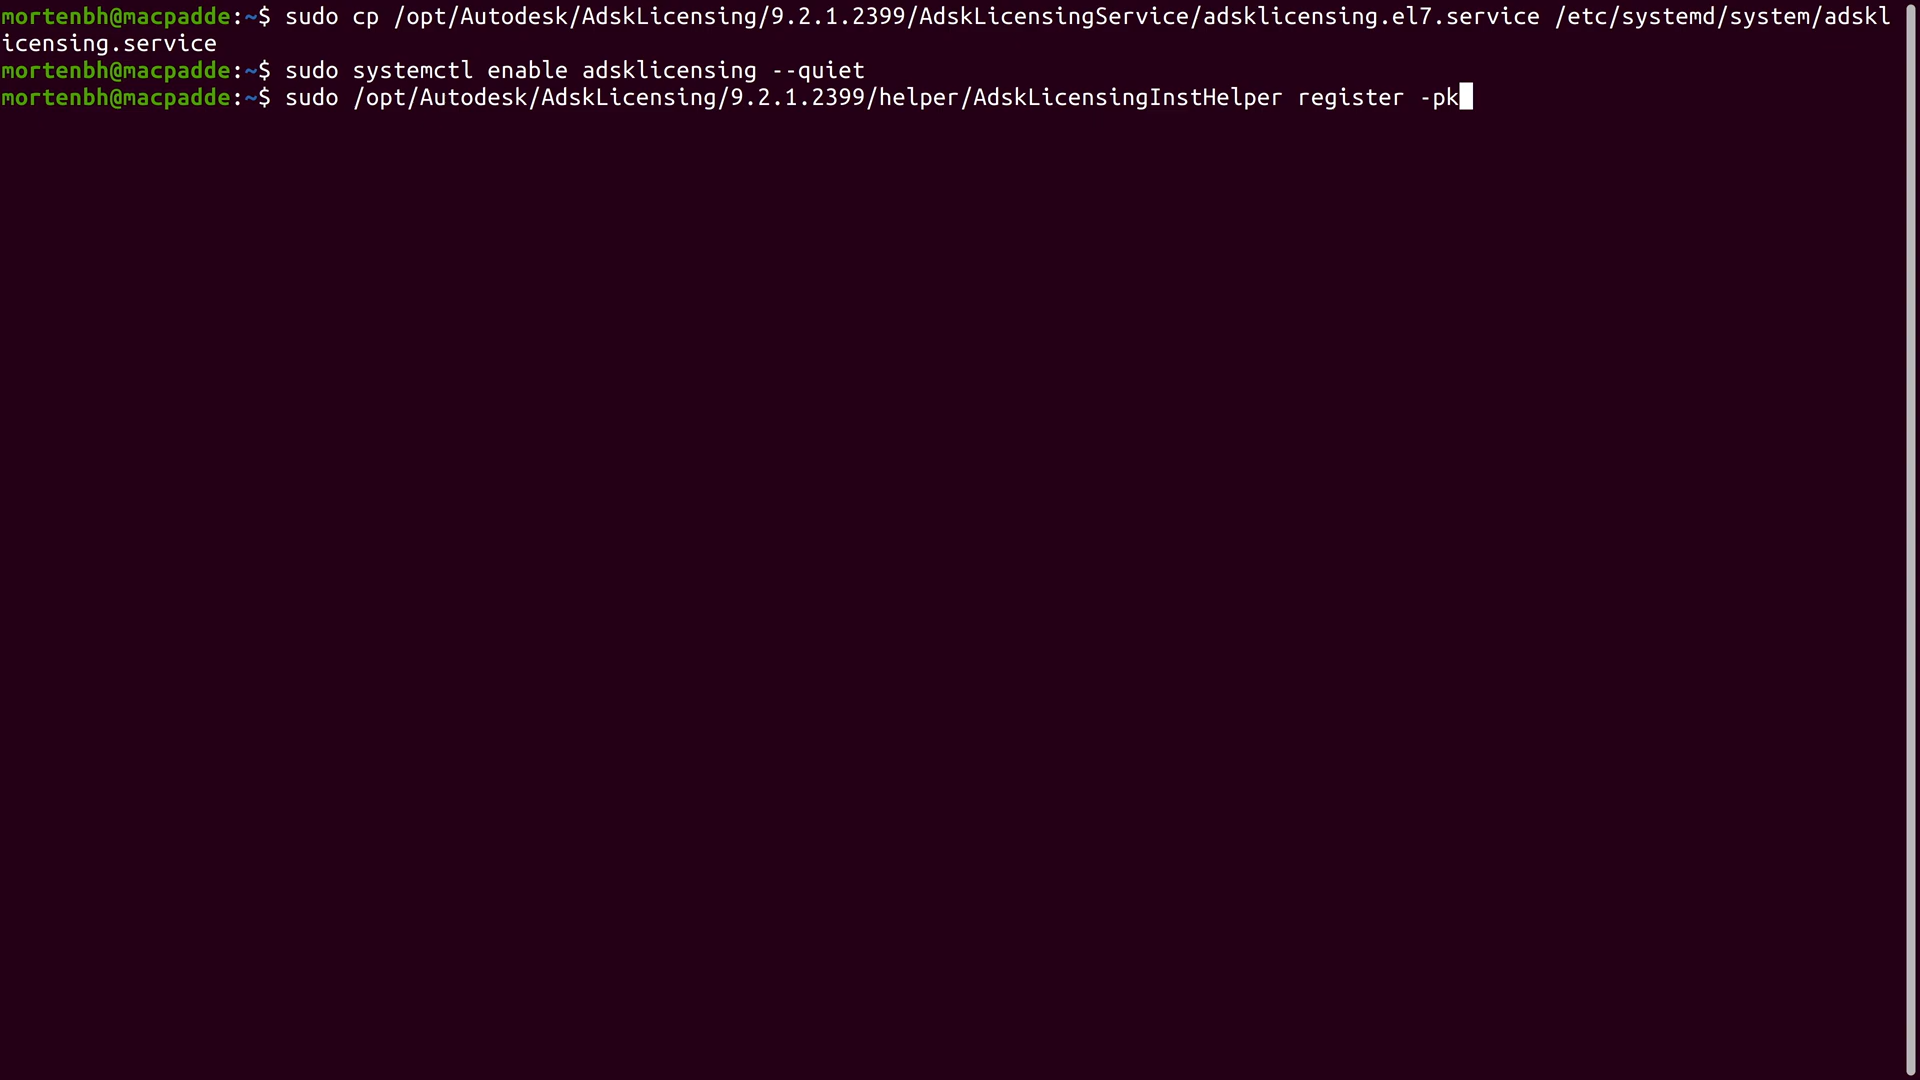 mortenbh@macpadde:~$ sudo cp /opt/Autodesk/AdskLicensing/9.2.1.2399/AdskLicensingService/adsklicensing.el7.service /etc/systemd/system/adskl
icensing.service
mortenbh@macpadde:~$ sudo systemctl enable adsklicensing --quiet
mortenbh@macpadde:~$ sudo /opt/Autodesk/AdskLicensing/9.2.1.2399/helper/AdskLicensingInstHelper register -pk